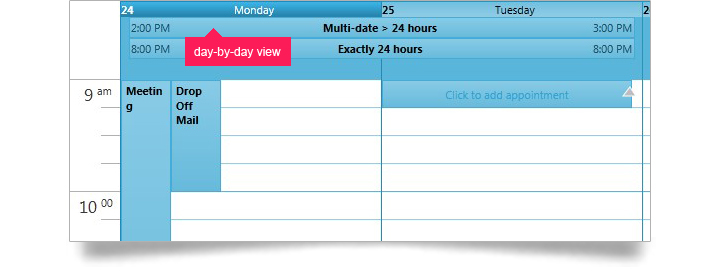 24 Monday 25 Tuesday 2
2:00 PM Multi-date > 24 hours 3:00 PM
day-by-day view
8:00 PM Exactly 24 hours 8:00 PM
9 am
Meetin
g
Drop
Off
Mail
Click to add appointment
10 00